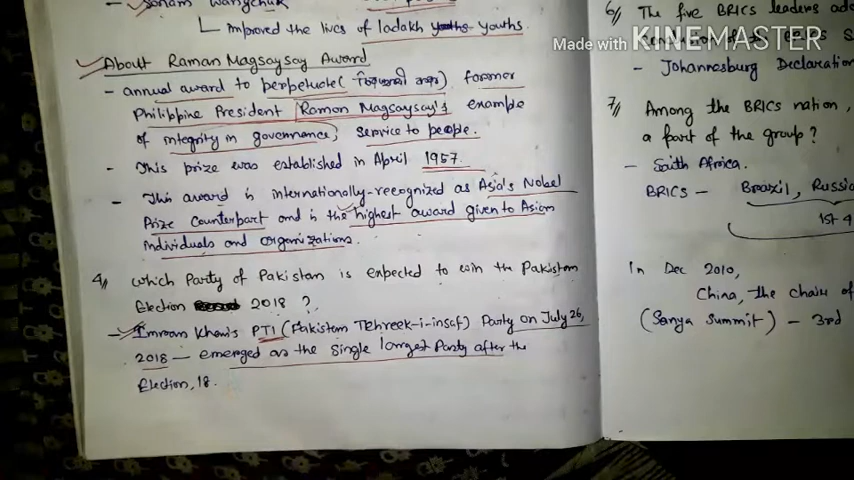 - Sonam Wangchuk
Improved the lives of ladakh youths.
About Raman Magsaysay Award
- annual award to perpetuate ( चिरस्थायी करना ) former
Philippine President Ramon Magsaysay's example
of integrity in governance, service to people.
- This prize was established in April 1957.
- This award is internationally-recognized as Asia's Nobel
Prize Counterpart and is the highest award given to Asian
individuals and organizations.
4 which Party of Pakistan is expected to win the Pakistan
Election 2018 ?
- Imraan Khan's PTI (Pakistan Tehreek-i-insaf) Party on July 26,
2018 - emerged as the single longest Party after the
Election, 18.
6 The five BRICS leaders
- Johannesburg Declaration
7 Among the BRICS nation,
a part of the group?
- South Africa.
BRICS - Brazil, Russia
1st 4
In Dec 2010,
China, the chair of
(Sanya Summit) - 3rd
Made with KINEMASTER